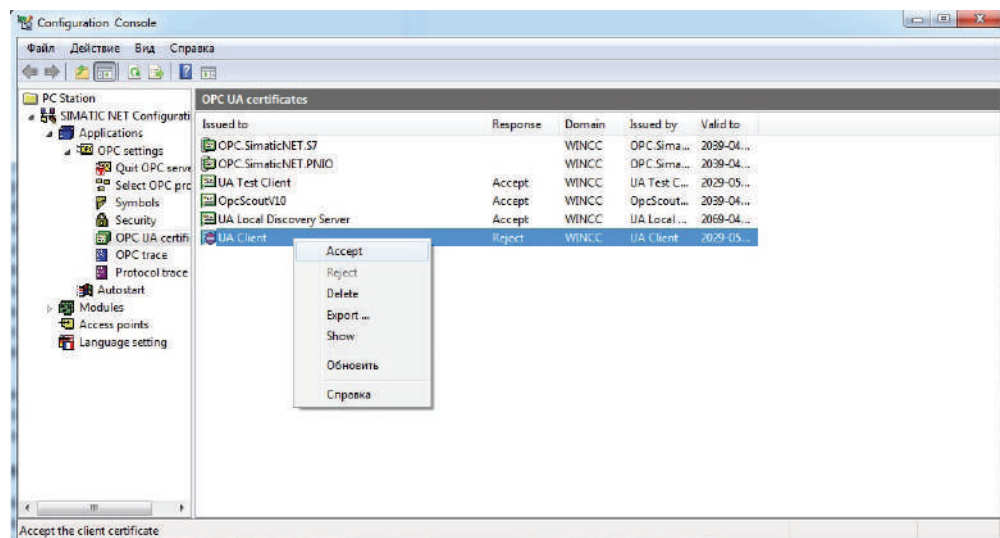 Configuration Console
Файл Действие Вид Справка
PC Station
SIMATIC NET Configurati
Applications
OPC settings
Quit OPC serve
Select OPC prc
Symbols
Security
OPC UA certifi
OPC trace
Protocol trace
Autostart
Modules
Access points
Language setting
OPC UA certificates
Issued to Response Domain Issued by Valid to
OPC.SimaticNET.S7 WINCC OPC.Sima... 2039-04...
OPC.SimaticNET.PNIO WINCC OPC.Sima... 2039-04...
UA Test Client Accept WINCC UA Test C... 2029-05...
OpcScoutV10 Accept WINCC OpcScout... 2039-04...
UA Local Discovery Server Accept WINCC UA Local ... 2069-04...
UA Client Reject WINCC UA Client 2029-05...
Accept
Reject
Delete
Export ...
Show
Обновить
Справка
Accept the client certificate